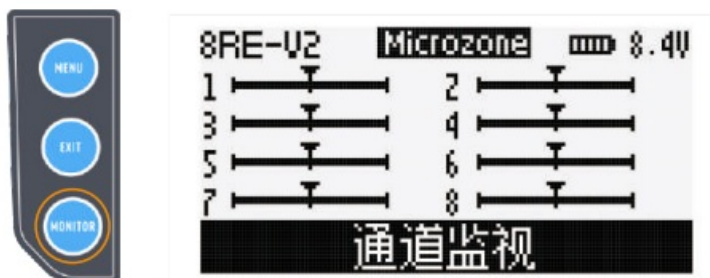 MENU
EXIT
MONITOR
8RE-V2 Microzone 8.4V
1 2
3 4
5 6
7 8
通道监视